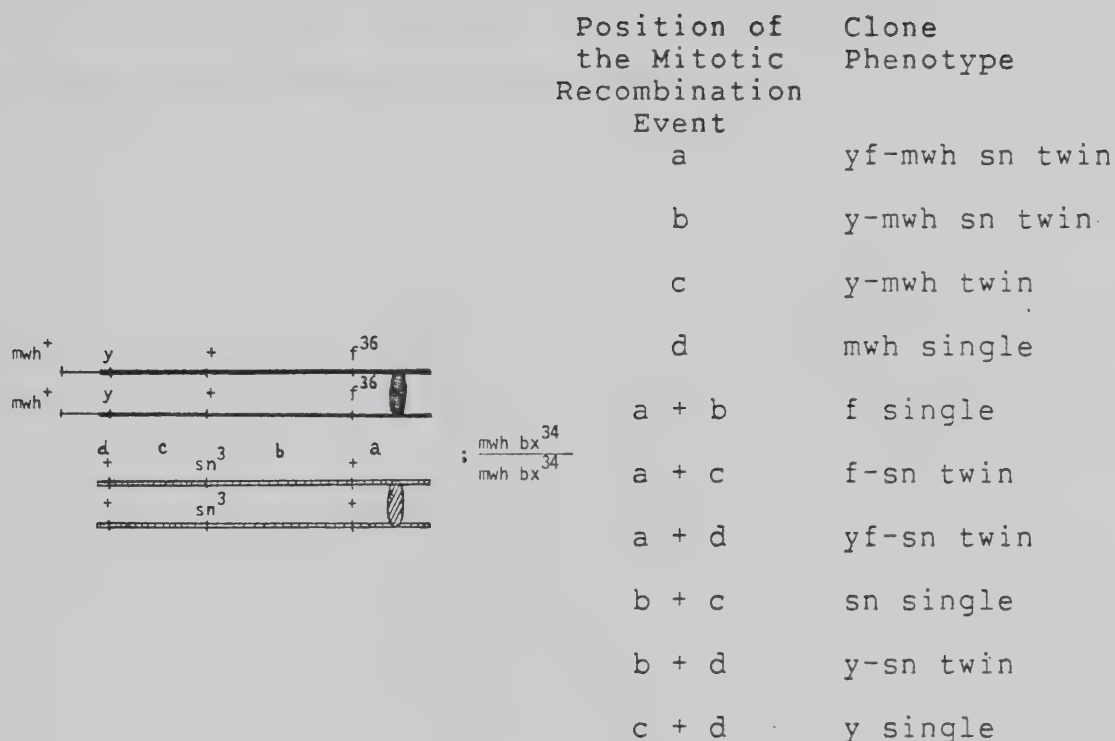 Position of Clone
the Mitotic Phenotype
Recombination
Event
a yf-mwh sn twin
b y-mwh sn twin
c y-mwh twin
d mwh single
a + b f single
a + c f-sn twin
a + d yf-sn twin
b + c sn single
b + d y-sn twin
c + d y single
mwh+ y + f36
mwh+ y + f36
d c b a
+ sn3 +
+ sn3 +
; mwh bx34
mwh bx34